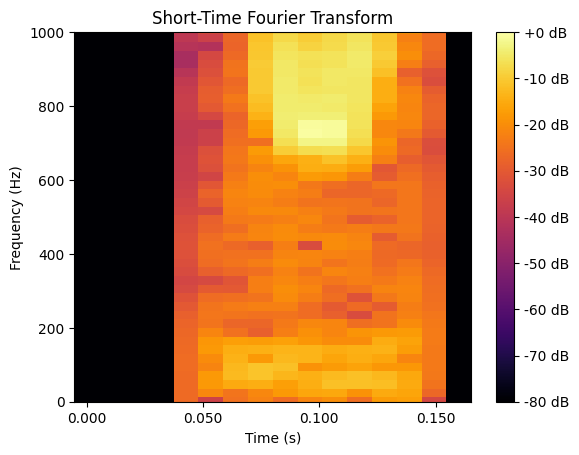 Short-Time Fourier Transform
1000
800
600
400
200
0
Frequency (Hz)
0.000
0.050
0.100
0.150
Time (s)
+0 dB
-10 dB
-20 dB
-30 dB
-40 dB
-50 dB
-60 dB
-70 dB
-80 dB